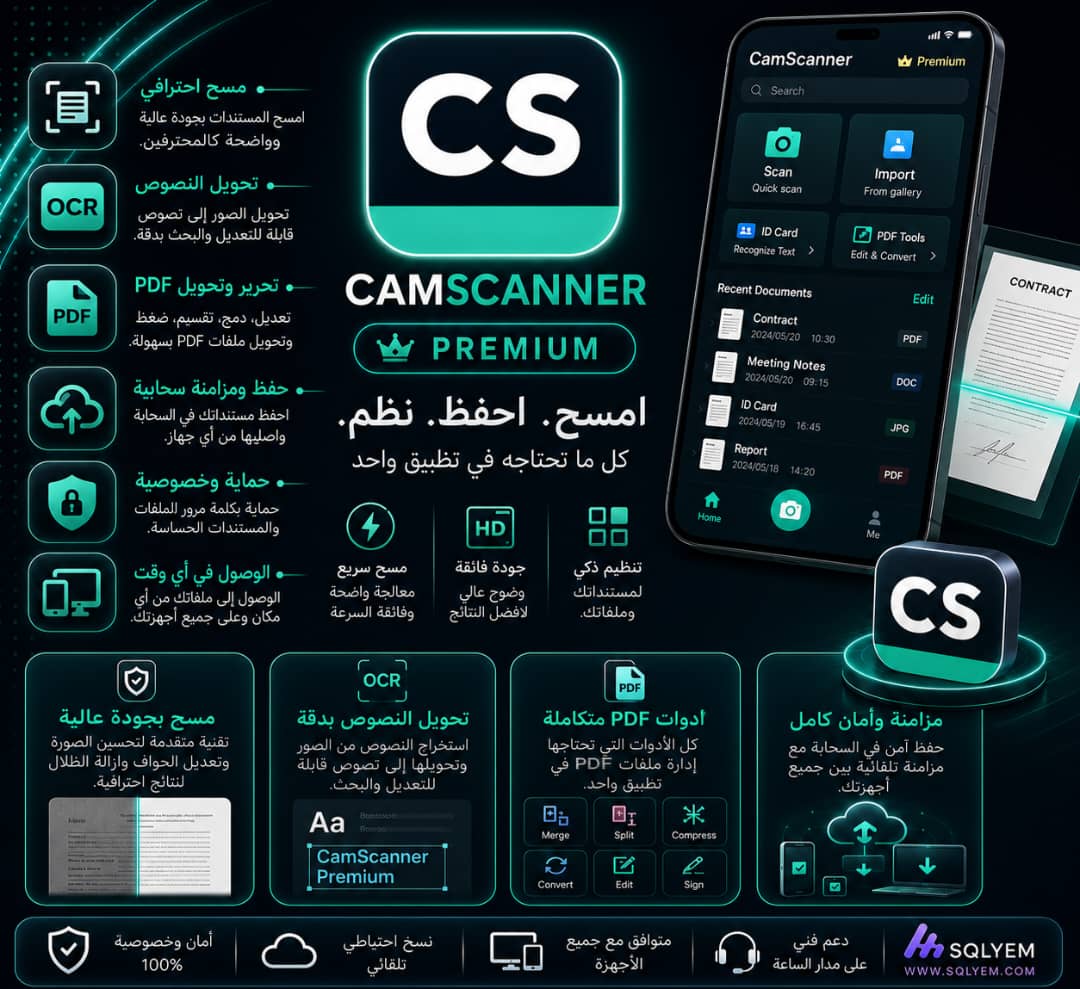 مسح احترافي
امسح المستندات بجودة عالية
وواضحة كالمحترفين.
OCR
تحويل النصوص
تحويل الصور إلى تصوص
قابلة للتعديل والبحث بدقة.
PDF
تحرير وتحويل PDF
تعديل، دمج، تقسيم، ضغط
وتحويل ملفات PDF بسهولة.
حفظ ومزامنة سحابية
احفظ مستنداتك في السحابة
واصليها من أي جهاز.
حماية وخصوصية
حماية بكلمة مرور الملفات
والمستندات الحساسة.
الوصول في أي وقت
الوصول إلى ملفاتك من أي
مكان وعلى جميع أجهزتك.
CS
CAMSCANNER
PREMIUM
امسح. احفظ. نظم.
كل ما تحتاجه في تطبيق واحد
مسح سريع
معالجة واضحة
وفائقة السرعة
HD
جودة فائقة
وضوح عالي
لافضل النتائج
تنظيم ذكي
لمستنداتك
وملفاتك.
CamScanner
Premium
Search
Scan
Quick scan
Import
From gallery
ID Card
Recognize Text
PDF Tools
Edit & Convert
Recent Documents
Edit
Contract
2024/05/20 10:30
PDF
Meeting Notes
2024/05/20 09:15
DOC
ID Card
2024/05/19 16:45
JPG
Report
2024/05/18 14:20
PDF
Home
Me
CONTRACT
CS
مسح بجودة عالية
تقنية متقدمة لتحسين الصورة
وتعديل الحواف وازالة الظلال
لنتائج احترافية.
OCR
تحويل النصوص بدقة
استخراج النصوص من الصور
وتحويلها إلى تصوص قابلة
للتعديل والبحث.
Aa
CamScanner
Premium
PDF
أدوات PDF متكاملة
كل الأدوات التي تحتاجها
إدارة ملفات PDF في
تطبيق واحد.
Merge
Split
Compress
Convert
Edit
Sign
مزامنة وأمان كامل
حفظ آمن في السحابة مع
مزامنة تلقائية بين جميع
أجهزتك.
أمان وخصوصية
100%
نسخ احتياطي
تلقائي
متوافق مع جميع
الأجهزة
دعم فني
على مدار الساعة
SQLYEM
WWW.SQLYEM.COM